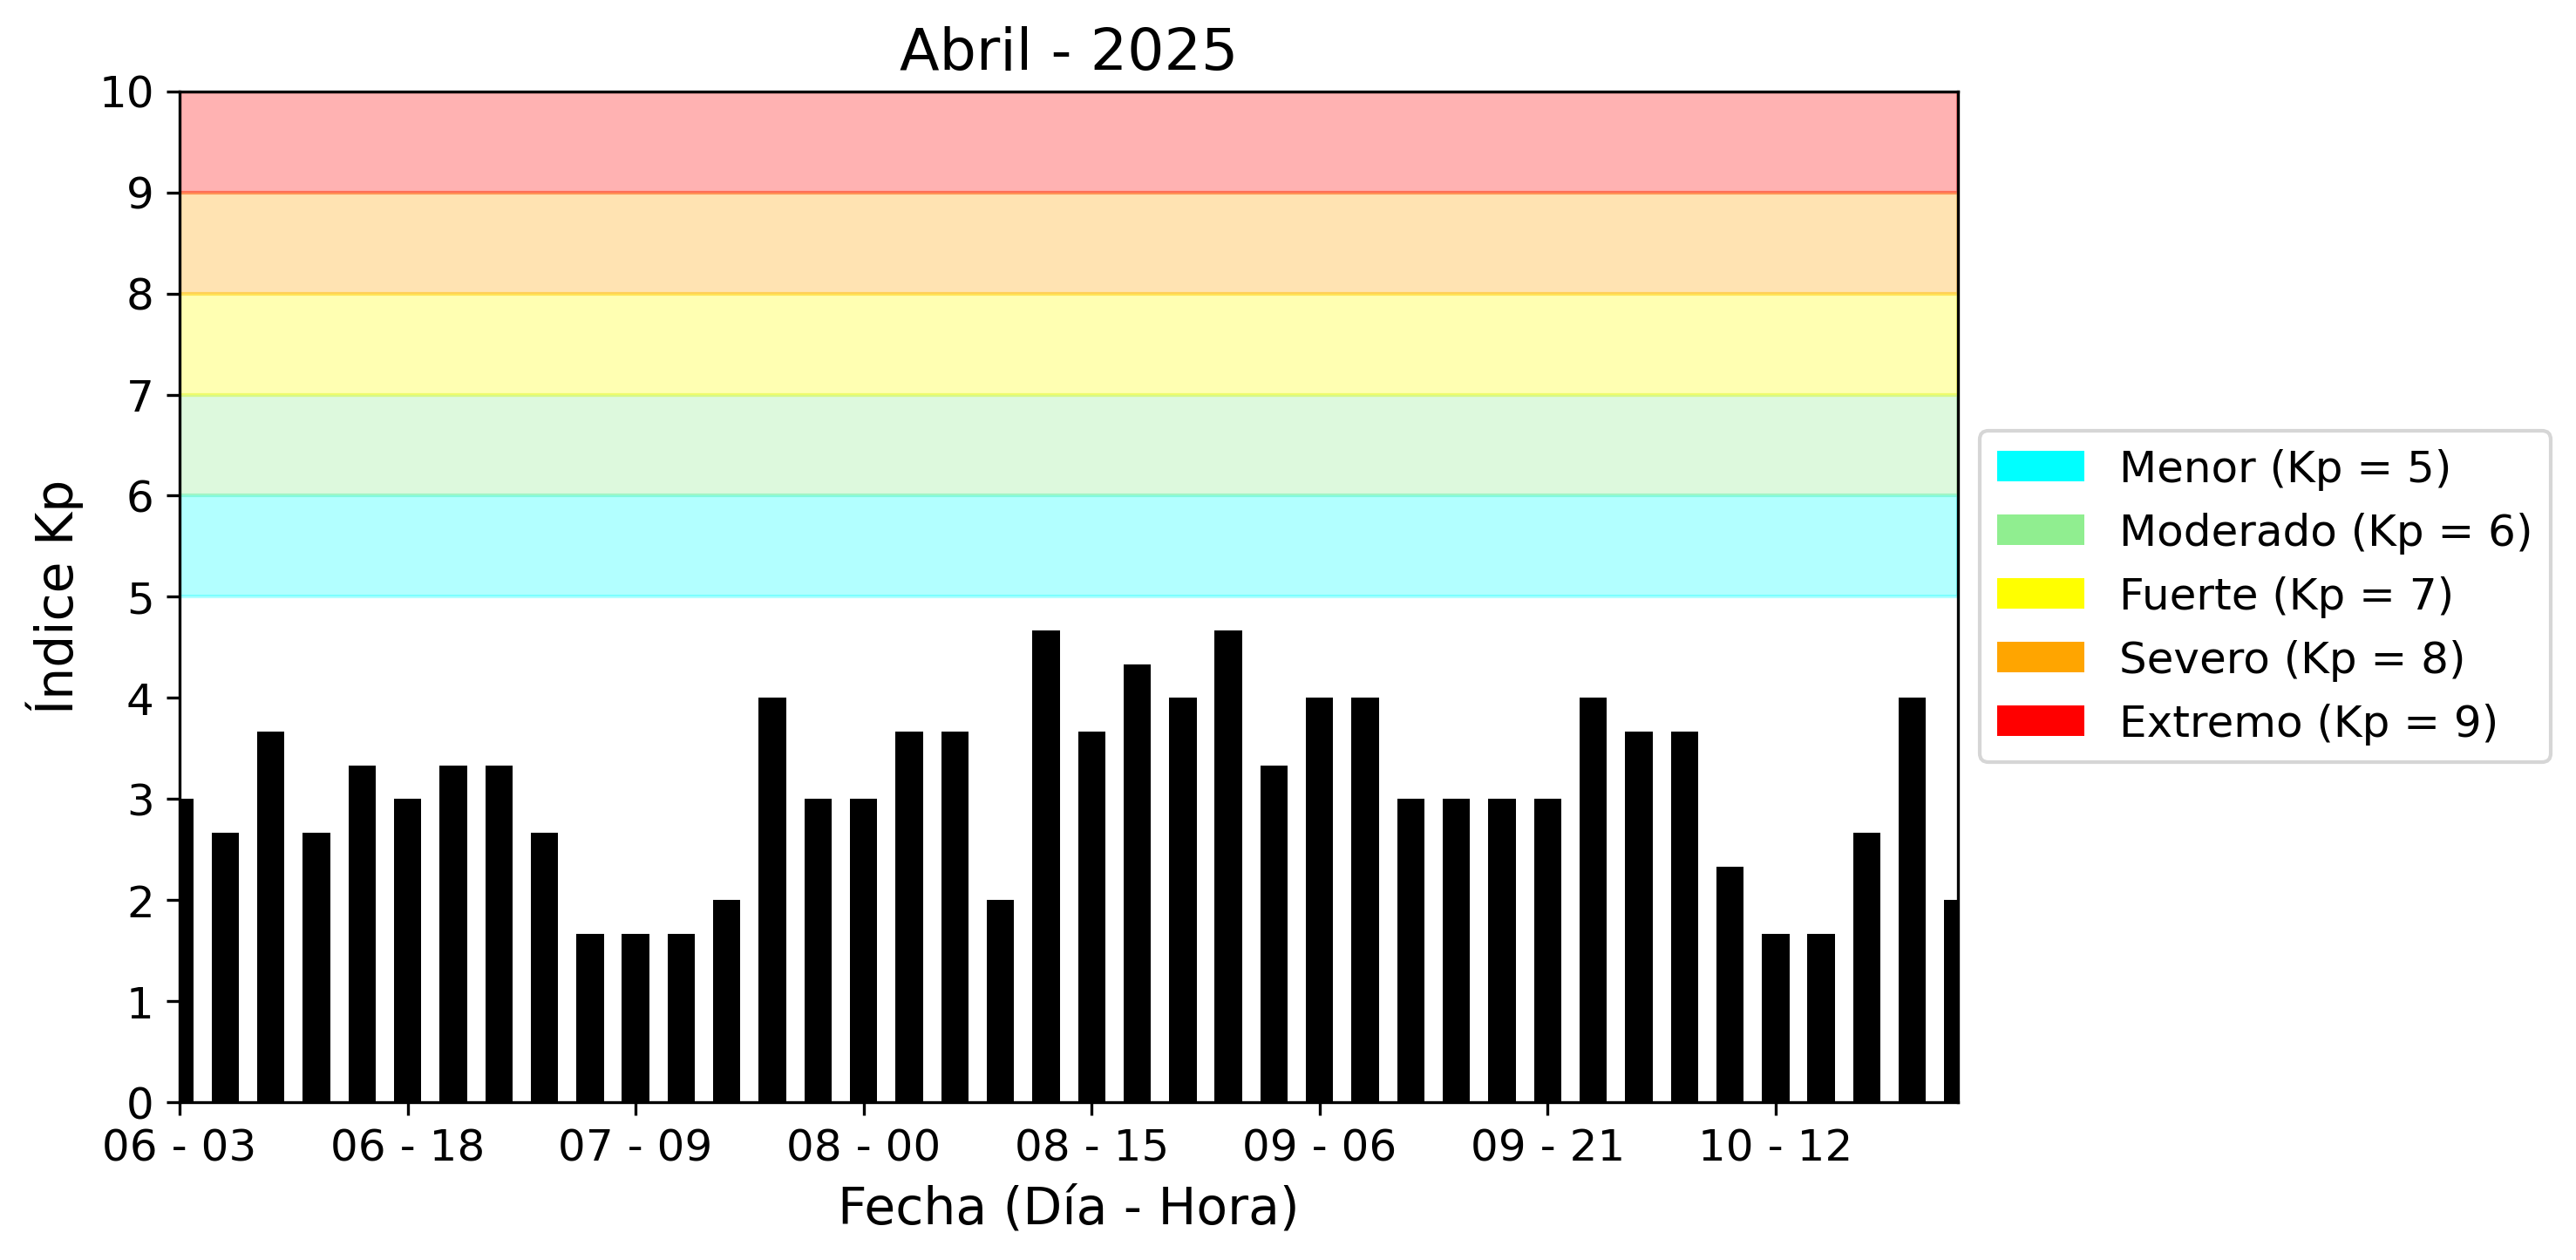 Abril - 2025
10
9
8
7
6
5
4
3
2
1
0
Índice Kp
06 - 03
06 - 18
07 - 09
08 - 00
08 - 15
09 - 06
09 - 21
10 - 12
Fecha (Día - Hora)
Menor (Kp = 5)
Moderado (Kp = 6)
Fuerte (Kp = 7)
Severo (Kp = 8)
Extremo (Kp = 9)